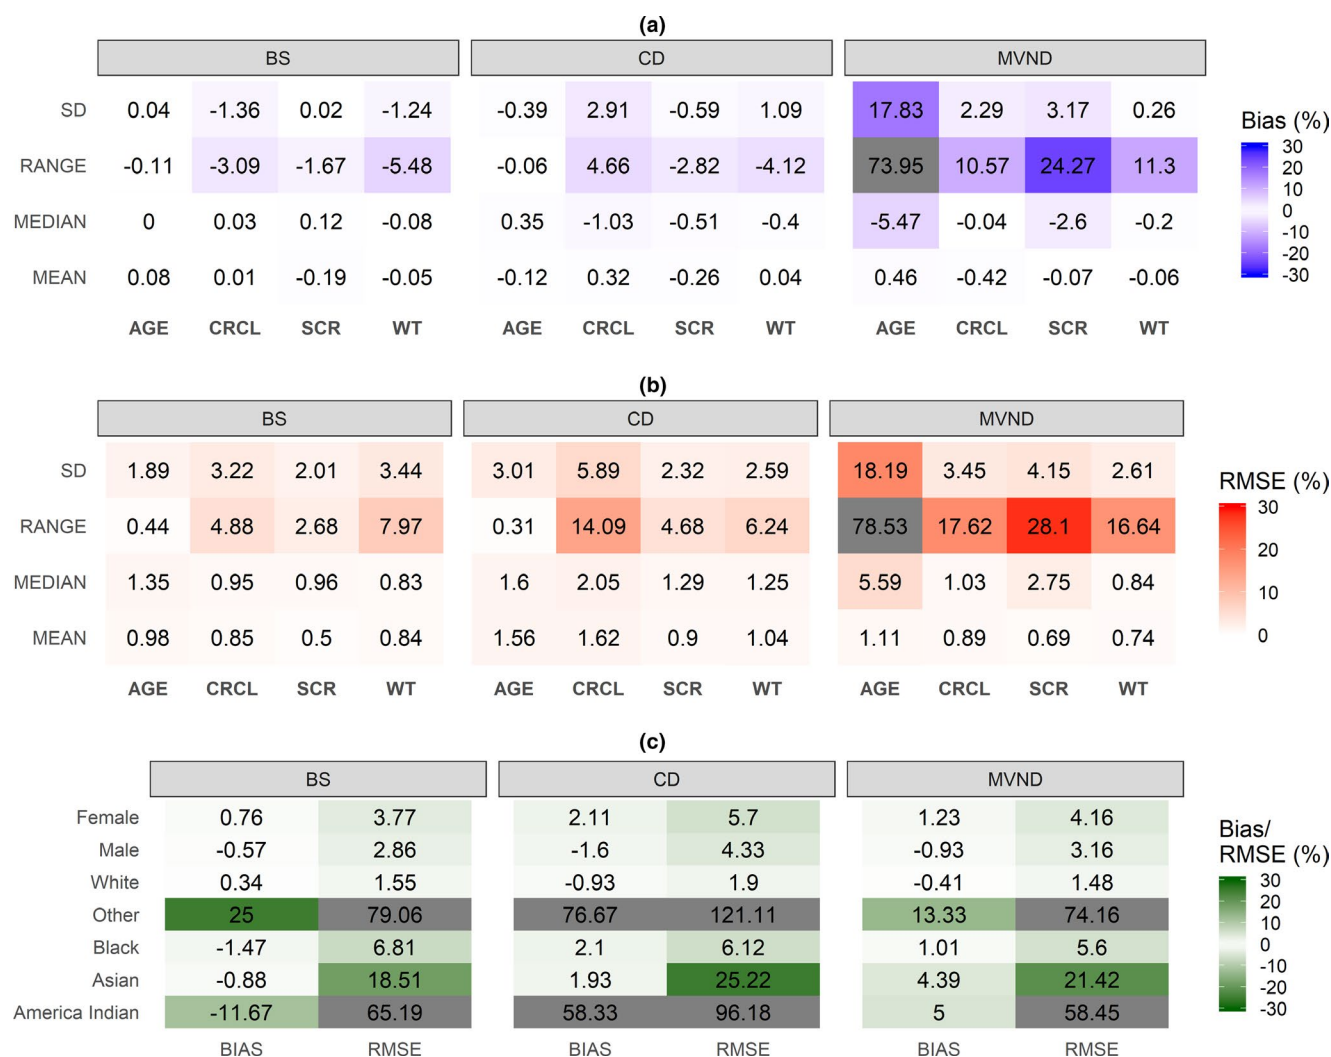 (a)
BS CD MVND
SD 0.04 -1.36 0.02 -1.24 -0.39 2.91 -0.59 1.09 17.83 2.29 3.17 0.26
RANGE -0.11 -3.09 -1.67 -5.48 -0.06 4.66 -2.82 -4.12 73.95 10.57 24.27 11.3
MEDIAN 0 0.03 0.12 -0.08 0.35 -1.03 -0.51 -0.4 -5.47 -0.04 -2.6 -0.2
MEAN 0.08 0.01 -0.19 -0.05 -0.12 0.32 -0.26 0.04 0.46 -0.42 -0.07 -0.06
AGE CRCL SCR WT AGE CRCL SCR WT AGE CRCL SCR WT
Bias (%)
30
20
10
0
-10
-20
-30
(b)
BS CD MVND
SD 1.89 3.22 2.01 3.44 3.01 5.89 2.32 2.59 18.19 3.45 4.15 2.61
RANGE 0.44 4.88 2.68 7.97 0.31 14.09 4.68 6.24 78.53 17.62 28.1 16.64
MEDIAN 1.35 0.95 0.96 0.83 1.6 2.05 1.29 1.25 5.59 1.03 2.75 0.84
MEAN 0.98 0.85 0.5 0.84 1.56 1.62 0.9 1.04 1.11 0.89 0.69 0.74
AGE CRCL SCR WT AGE CRCL SCR WT AGE CRCL SCR WT
RMSE (%)
30
20
10
0
(c)
BS CD MVND
Female 0.76 3.77 2.11 5.7 1.23 4.16
Male -0.57 2.86 -1.6 4.33 -0.93 3.16
White 0.34 1.55 -0.93 1.9 -0.41 1.48
Other 25 79.06 76.67 121.11 13.33 74.16
Black -1.47 6.81 2.1 6.12 1.01 5.6
Asian -0.88 18.51 1.93 25.22 4.39 21.42
America Indian -11.67 65.19 58.33 96.18 5 58.45
BIAS RMSE BIAS RMSE BIAS RMSE
Bias/
RMSE (%)
30
20
10
0
-10
-20
-30